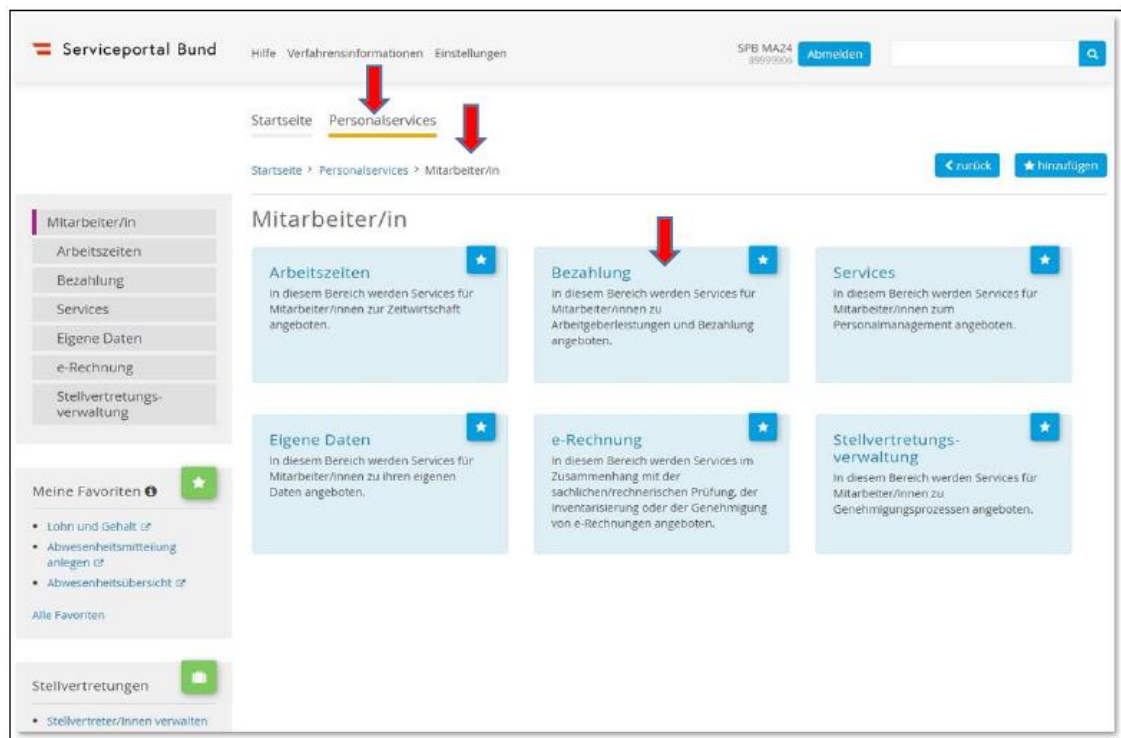 Serviceportal Bund
Hilfe Verfahrensinformationen Einstellungen
SPB MA24
89999906
Abmelden
Startseite Personalservices
Startseite > Personalservices > Mitarbeiter/in
zurück
hinzufügen
Mitarbeiter/in
Arbeitszeiten
Bezahlung
Services
Eigene Daten
e-Rechnung
Stellvertretungs-
verwaltung
Meine Favoriten
Lohn und Gehalt
Abwesenheitsmitteilung
anlegen
Abwesenheitsübersicht
Alle Favoriten
Stellvertretungen
Stellvertreter/innen verwalten
Mitarbeiter/in
Arbeitszeiten
In diesem Bereich werden Services für
Mitarbeiter/innen zur Zeitwirtschaft
angeboten.
Bezahlung
In diesem Bereich werden Services für
Mitarbeiter/innen zu
Arbeitgeberleistungen und Bezahlung
angeboten.
Services
In diesem Bereich werden Services für
Mitarbeiter/innen zum
Personalmanagement angeboten.
Eigene Daten
In diesem Bereich werden Services für
Mitarbeiter/innen zu ihren eigenen
Daten angeboten.
e-Rechnung
In diesem Bereich werden Services im
Zusammenhang mit der
sachlichen/rechnerischen Prüfung, der
Inventarisierung oder der Genehmigung
von e-Rechnungen angeboten.
Stellvertretungs-
verwaltung
In diesem Bereich werden Services für
Mitarbeiter/innen zu
Genehmigungsprozessen angeboten.